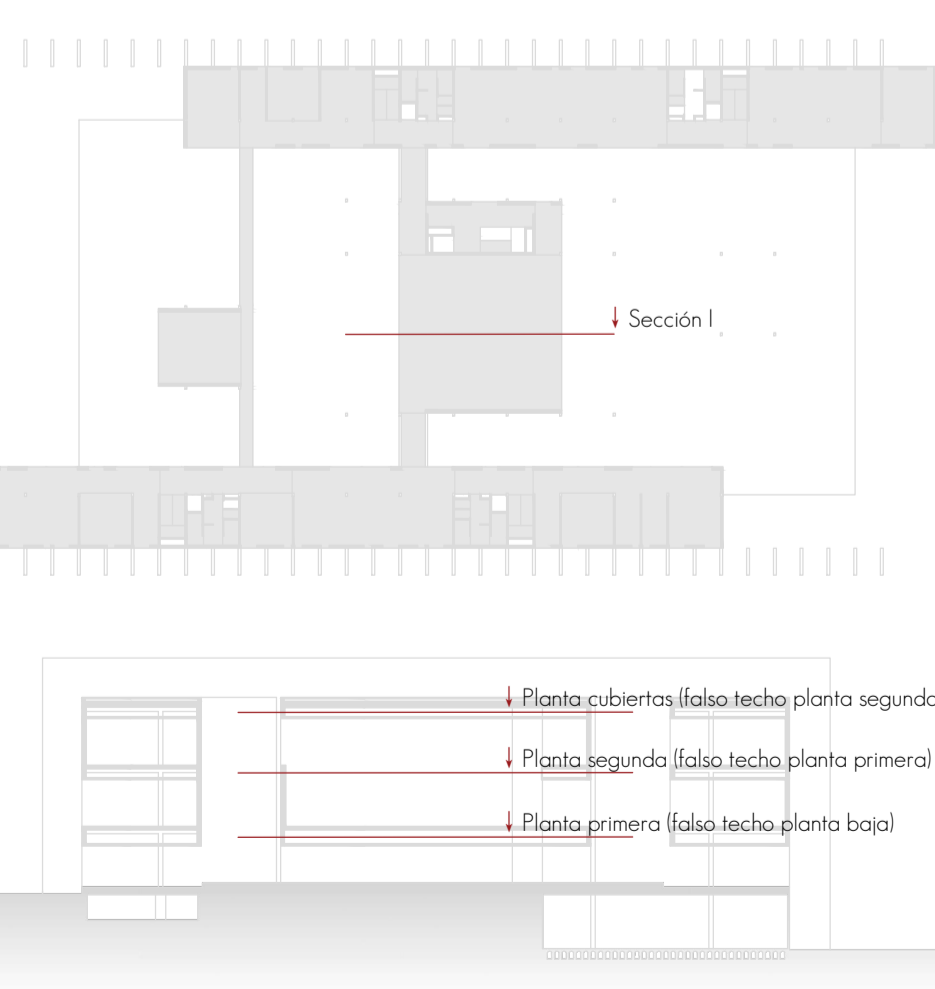 Sección I
Planta cubiertas (falso techo planta segunda
Planta segunda (falso techo planta primera)
Planta primera (falso techo planta baja)